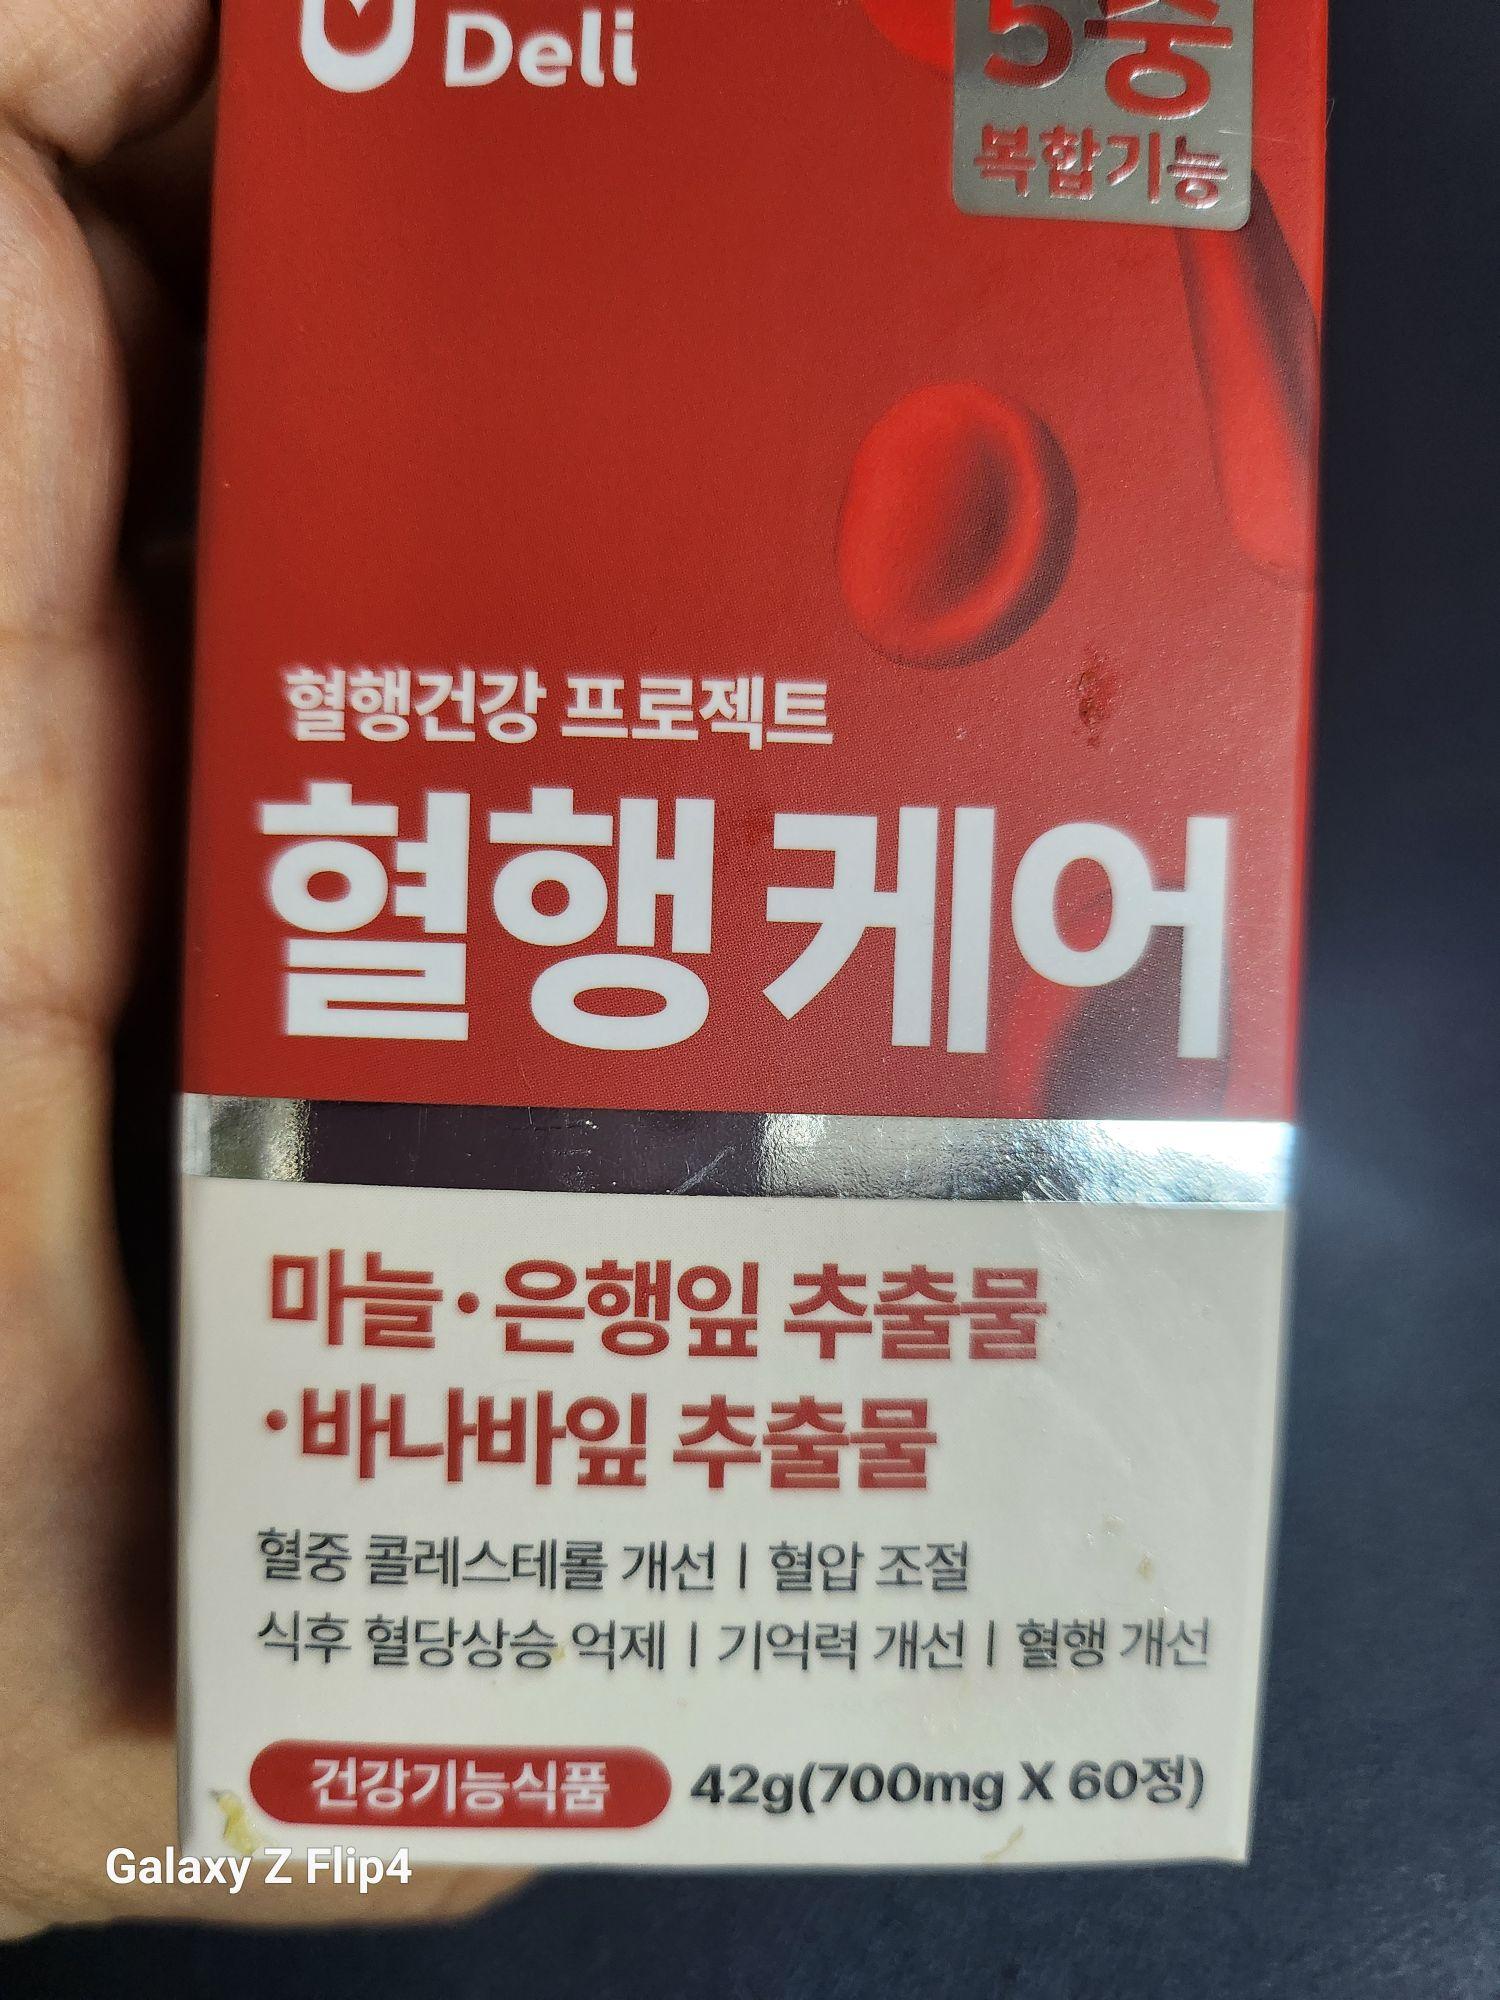 Deli
5중
복합기능
혈행건강 프로젝트
혈행 케어
마늘·은행잎 추출물
·바나바잎 추출물
혈중 콜레스테롤 개선 | 혈압 조절
식후 혈당상승 억제 | 기억력 개선 | 혈행 개선
건강기능식품 42g(700mg X 60정)
Galaxy Z Flip4